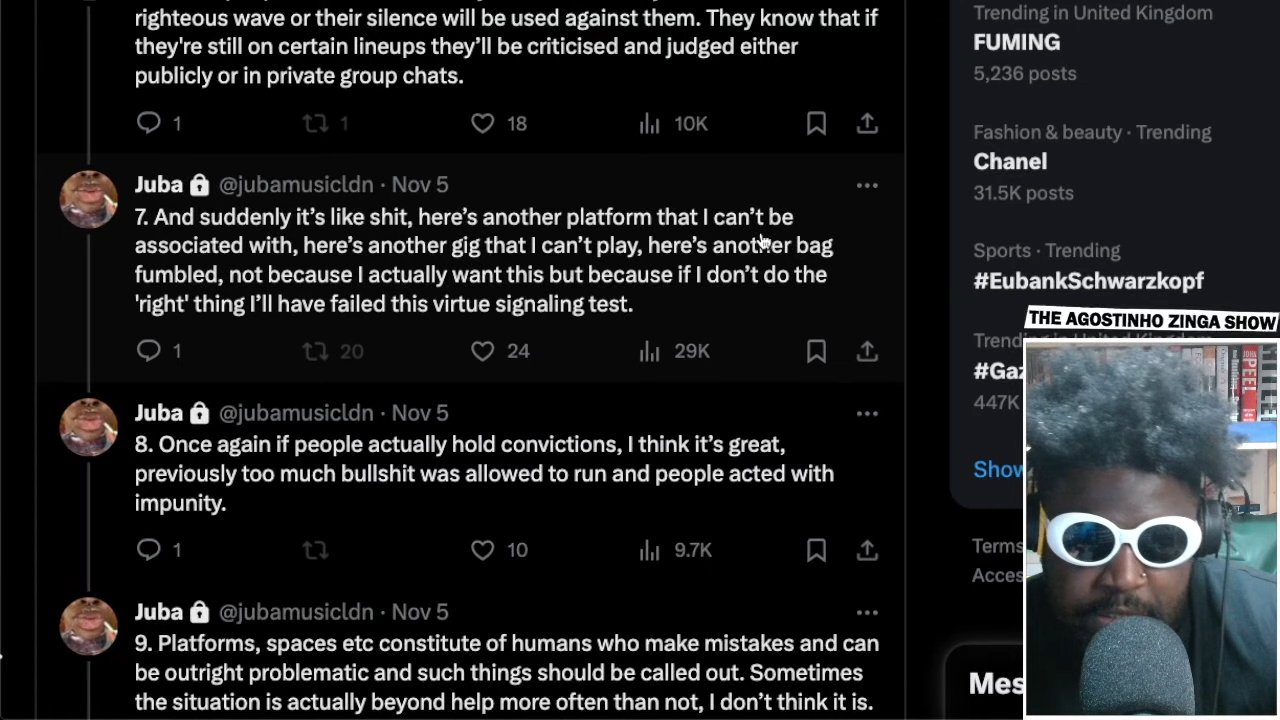 righteous wave or their silence will be used against them. They know that if
they're still on certain lineups they'll be criticised and judged either
publicly or in private group chats.
1 1 18 10K
Juba @jubamusicldn · Nov 5
7. And suddenly it's like shit, here's another platform that I can't be
associated with, here's another gig that I can't play, here's another bag
fumbled, not because I actually want this but because if I don't do the
'right' thing I'll have failed this virtue signaling test.
1 20 24 29K
Juba @jubamusicldn · Nov 5
8. Once again if people actually hold convictions, I think it's great,
previously too much bullshit was allowed to run and people acted with
impunity.
1 10 9.7K
Juba @jubamusicldn · Nov 5
9. Platforms, spaces etc constitute of humans who make mistakes and can
be outright problematic and such things should be called out. Sometimes
the situation is actually beyond help more often than not, I don't think it is.
Trending in United Kingdom
FUMING
5,236 posts
Fashion & beauty · Trending
Chanel
31.5K posts
Sports · Trending
#EubankSchwarzkopf
THE AGOSTINHO ZINGA SHOW
Trending in United Kingdom
#Gaz
447K
Show
Terms
Acces
Mes
JOHN PEEL